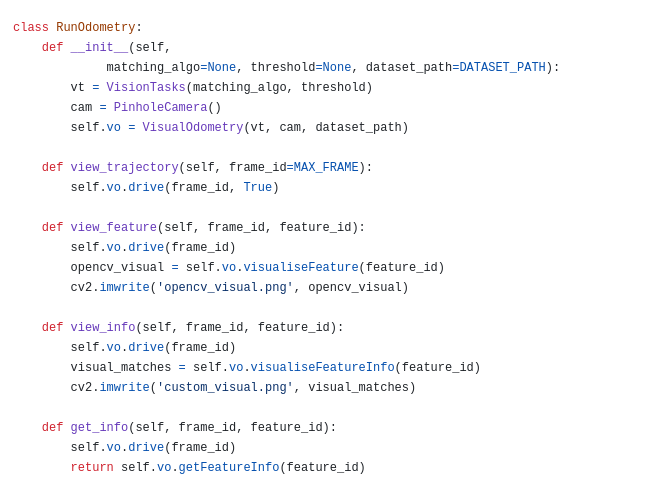 class RunOdometry:
    def __init__(self,
             matching_algo=None, threshold=None, dataset_path=DATASET_PATH):
        vt = VisionTasks(matching_algo, threshold)
        cam = PinholeCamera()
        self.vo = VisualOdometry(vt, cam, dataset_path)

    def view_trajectory(self, frame_id=MAX_FRAME):
        self.vo.drive(frame_id, True)

    def view_feature(self, frame_id, feature_id):
        self.vo.drive(frame_id)
        opencv_visual = self.vo.visualiseFeature(feature_id)
        cv2.imwrite('opencv_visual.png', opencv_visual)

    def view_info(self, frame_id, feature_id):
        self.vo.drive(frame_id)
        visual_matches = self.vo.visualiseFeatureInfo(feature_id)
        cv2.imwrite('custom_visual.png', visual_matches)

    def get_info(self, frame_id, feature_id):
        self.vo.drive(frame_id)
        return self.vo.getFeatureInfo(feature_id)